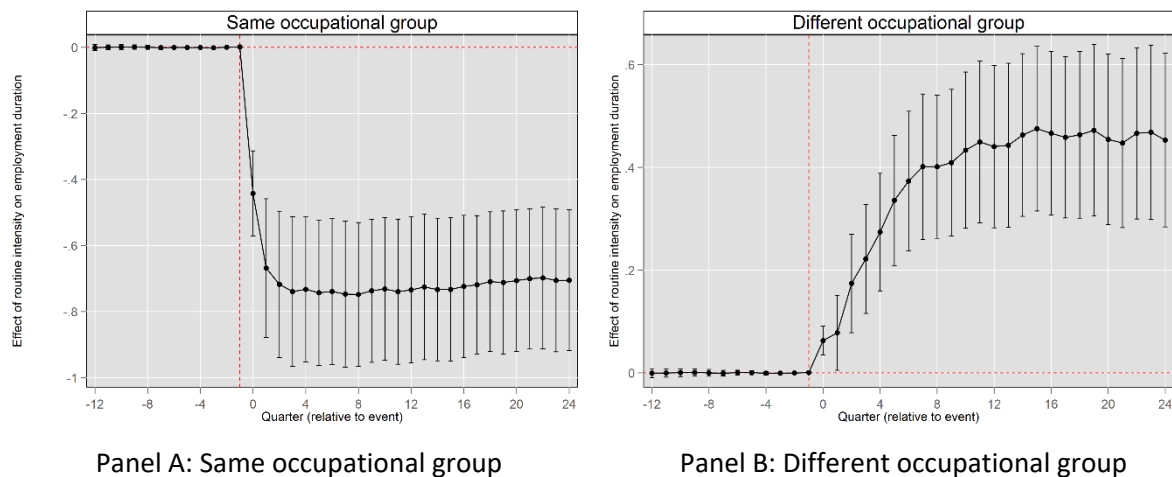 Same occupational group
Effect of routine intensity on employment duration
0
-.2
-.4
-.6
-.8
-1
-12 -8 -4 0 4 8 12 16 20 24
Quarter (relative to event)
Panel A: Same occupational group
Different occupational group
Effect of routine intensity on employment duration
.6
.4
.2
0
-12 -8 -4 0 4 8 12 16 20 24
Quarter (relative to event)
Panel B: Different occupational group